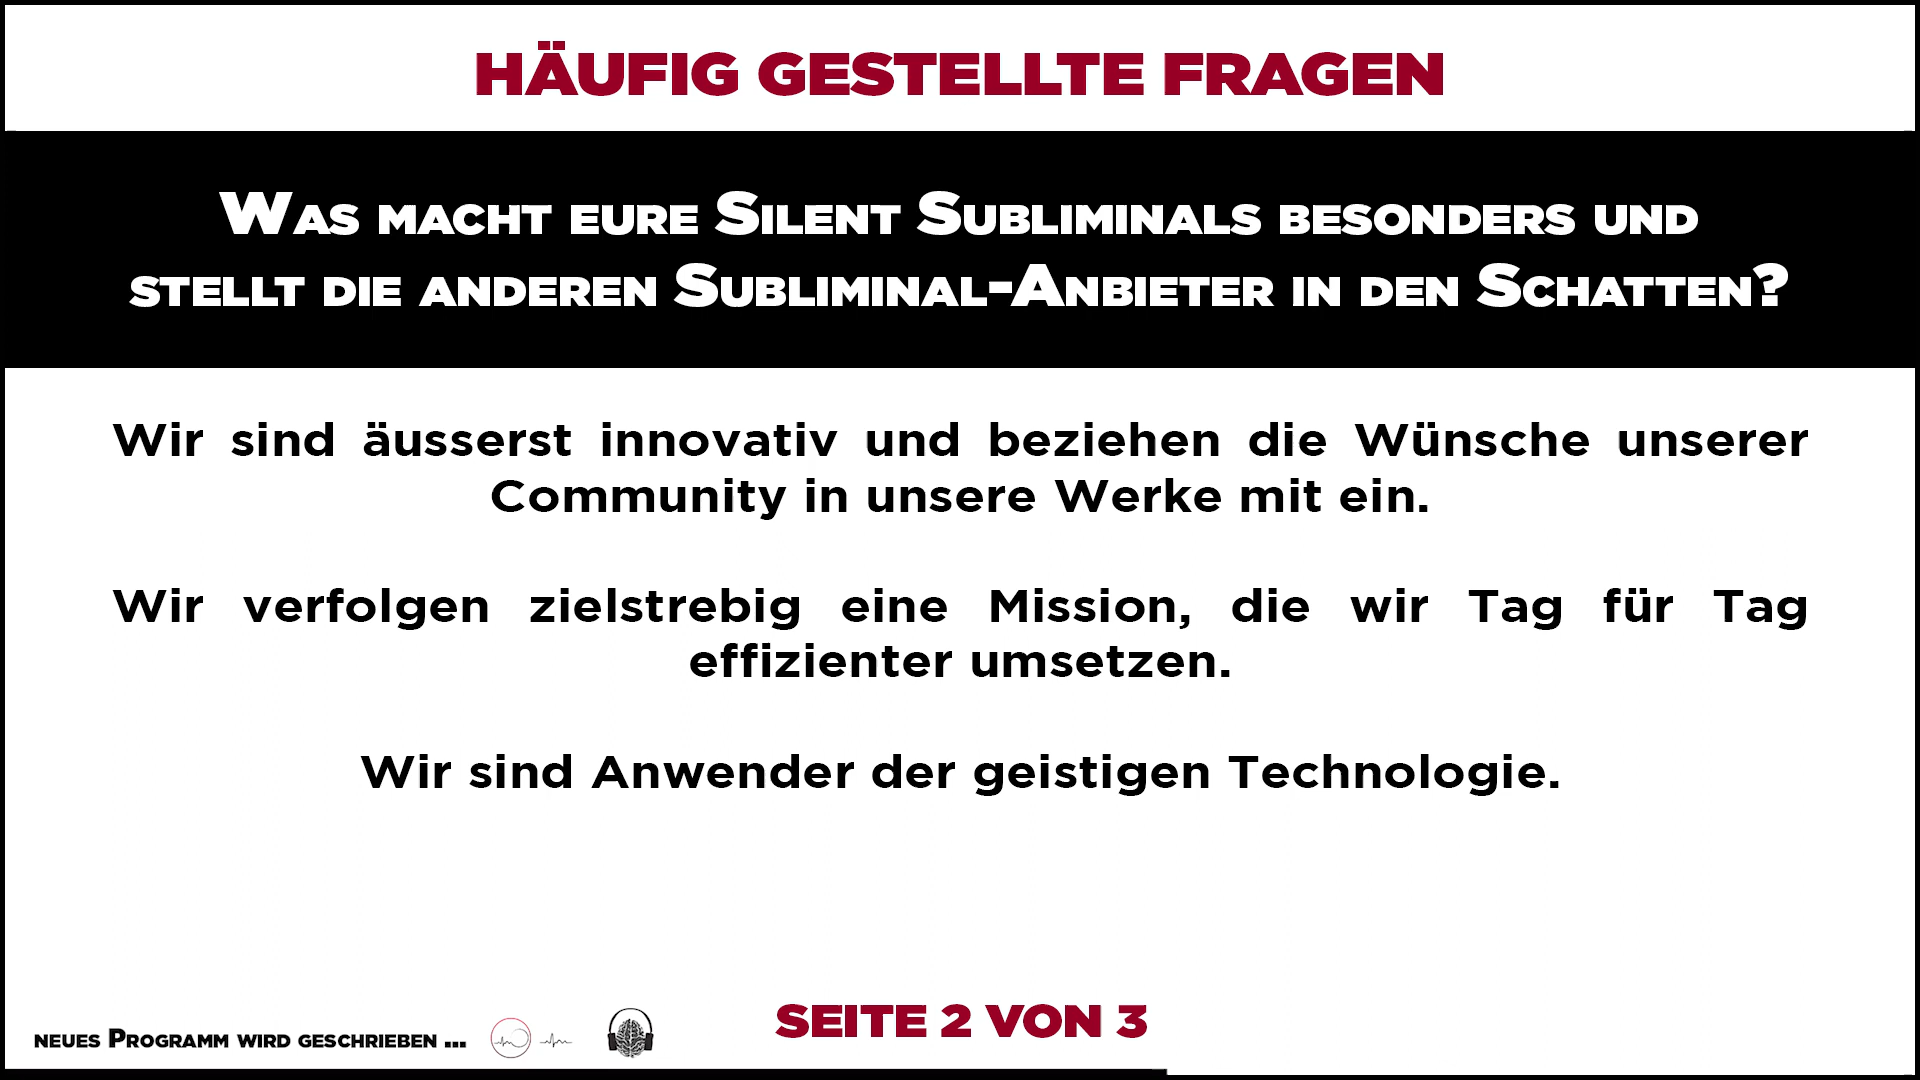 HÄUFIG GESTELLTE FRAGEN
Was macht eure Silent Subliminals besonders und
stellt die anderen Subliminal-Anbieter in den Schatten?
Wir sind äusserst innovativ und beziehen die Wünsche unserer
Community in unsere Werke mit ein.
Wir verfolgen zielstrebig eine Mission, die wir Tag für Tag
effizienter umsetzen.
Wir sind Anwender der geistigen Technologie.
neues Programm wird geschrieben ...
SEITE 2 VON 3